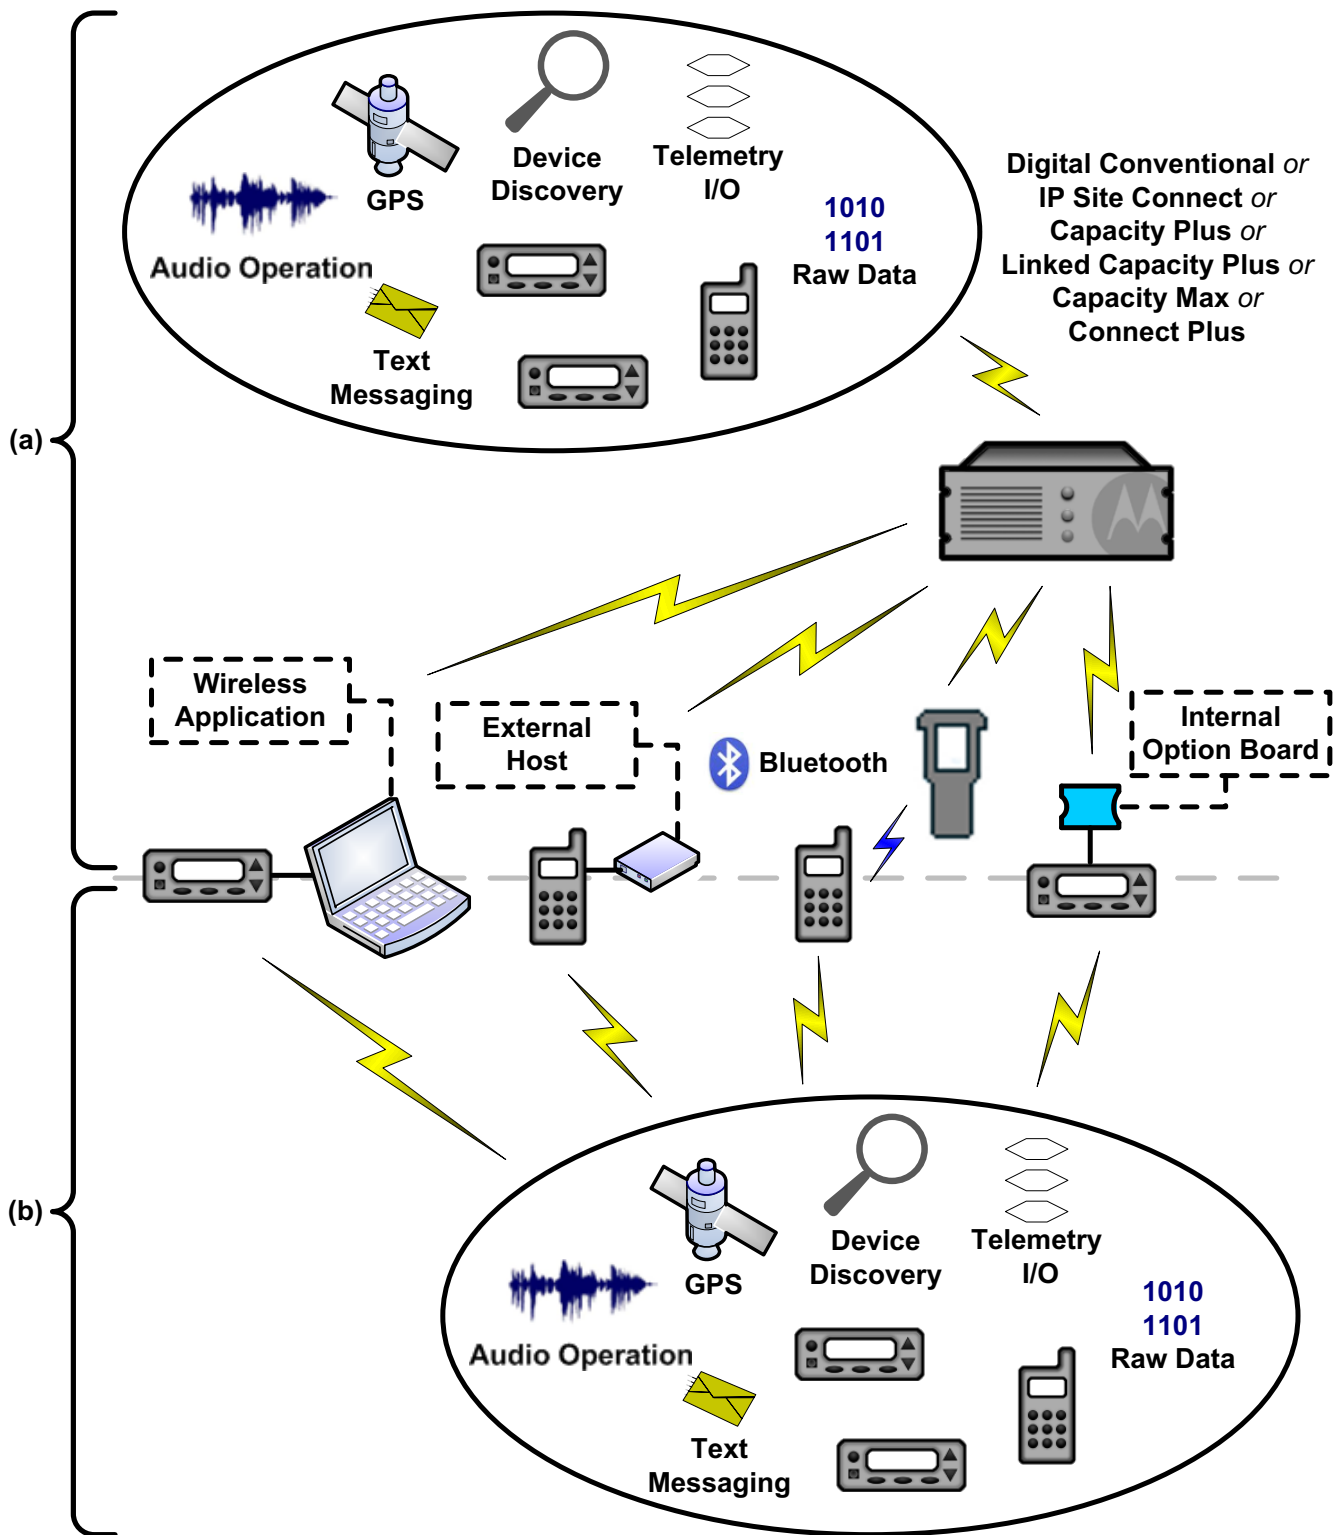 Device
Discovery
Telemetry
I/O
GPS
1010
1101
Raw Data
Audio Operation
Text
Messaging
Digital Conventional or
IP Site Connect or
Capacity Plus or
Linked Capacity Plus or
Capacity Max or
Connect Plus
(a)
Wireless
Application
External
Host
Bluetooth
Internal
Option Board
(b)
Device
Discovery
Telemetry
I/O
GPS
1010
1101
Raw Data
Audio Operation
Text
Messaging